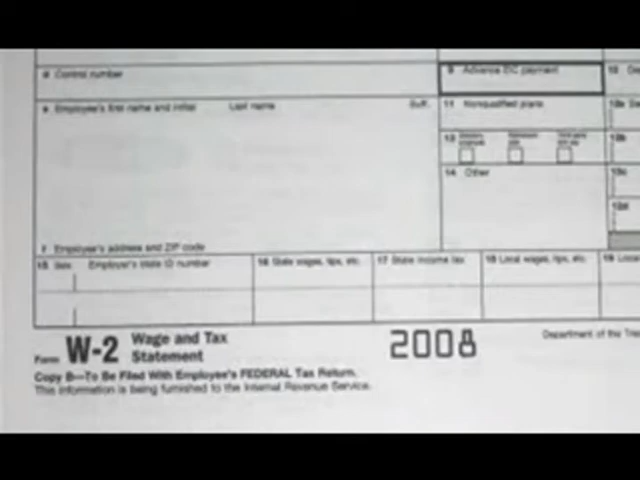 d Control number
9 Advance EIC payment
10
e Employee's first name and initial Last name Suff.
11 Nonqualified plans
13
14 Other
f Employee's address and ZIP code
15 State Employer's state ID number
16 State wages, tips, etc.
17 State income tax
18 Local wages, tips, etc.
19
Form W-2 Wage and Tax
Statement
2008
Department of the
Copy B—To Be Filed With Employee's FEDERAL Tax Return.
This information is being furnished to the Internal Revenue Service.